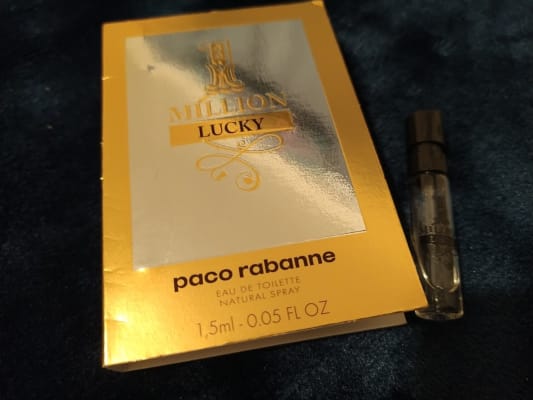 1
MILLION
LUCKY
paco rabanne
EAU DE TOILETTE
NATURAL SPRAY
1,5ml - 0.05 FL OZ